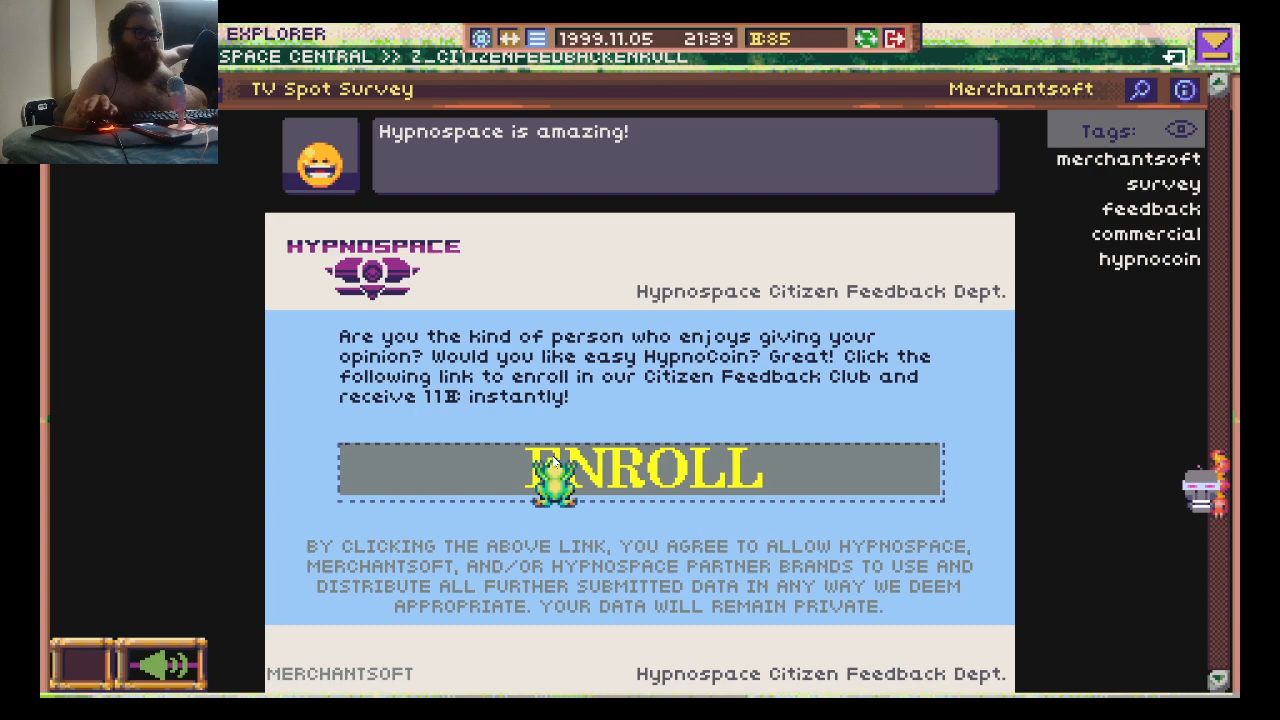 EXPLORER
1999.11.05 21:39 85
SPACE CENTRAL >> Z_CITIZENFEEDBACKENROLL
TV Spot Survey
Merchantsoft
Hypnospace is amazing!
Tags:
merchantsoft
survey
feedback
commercial
hypnocoin
HYPNOSPACE
Hypnospace Citizen Feedback Dept.
Are you the kind of person who enjoys giving your
opinion? Would you like easy HypnoCoin? Great! Click the
following link to enroll in our Citizen Feedback Club and
receive 11 instantly!
ENROLL
BY CLICKING THE ABOVE LINK, YOU AGREE TO ALLOW HYPNOSPACE,
MERCHANTSOFT, AND/OR HYPNOSPACE PARTNER BRANDS TO USE AND
DISTRIBUTE ALL FURTHER SUBMITTED DATA IN ANY WAY WE DEEM
APPROPRIATE. YOUR DATA WILL REMAIN PRIVATE.
MERCHANTSOFT
Hypnospace Citizen Feedback Dept.